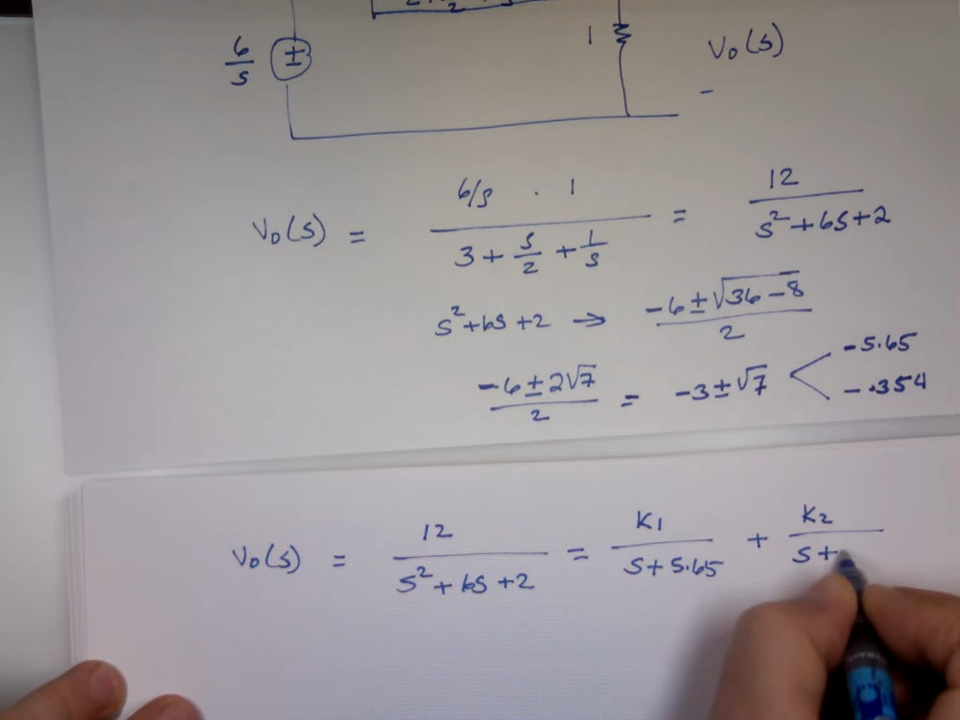 6/s ± 1 V₀(s)
-
V₀(s) = (6/s · 1)/(3 + s/2 + 1/s) = 12/(s² + 6s + 2)
s² + 6s + 2 → (-6 ± √(36 - 8))/2
(-6 ± 2√7)/2 = -3 ± √7 < -5.65
-.354
V₀(s) = 12/(s² + 6s + 2) = K₁/(s + 5.65) + K₂/(s +